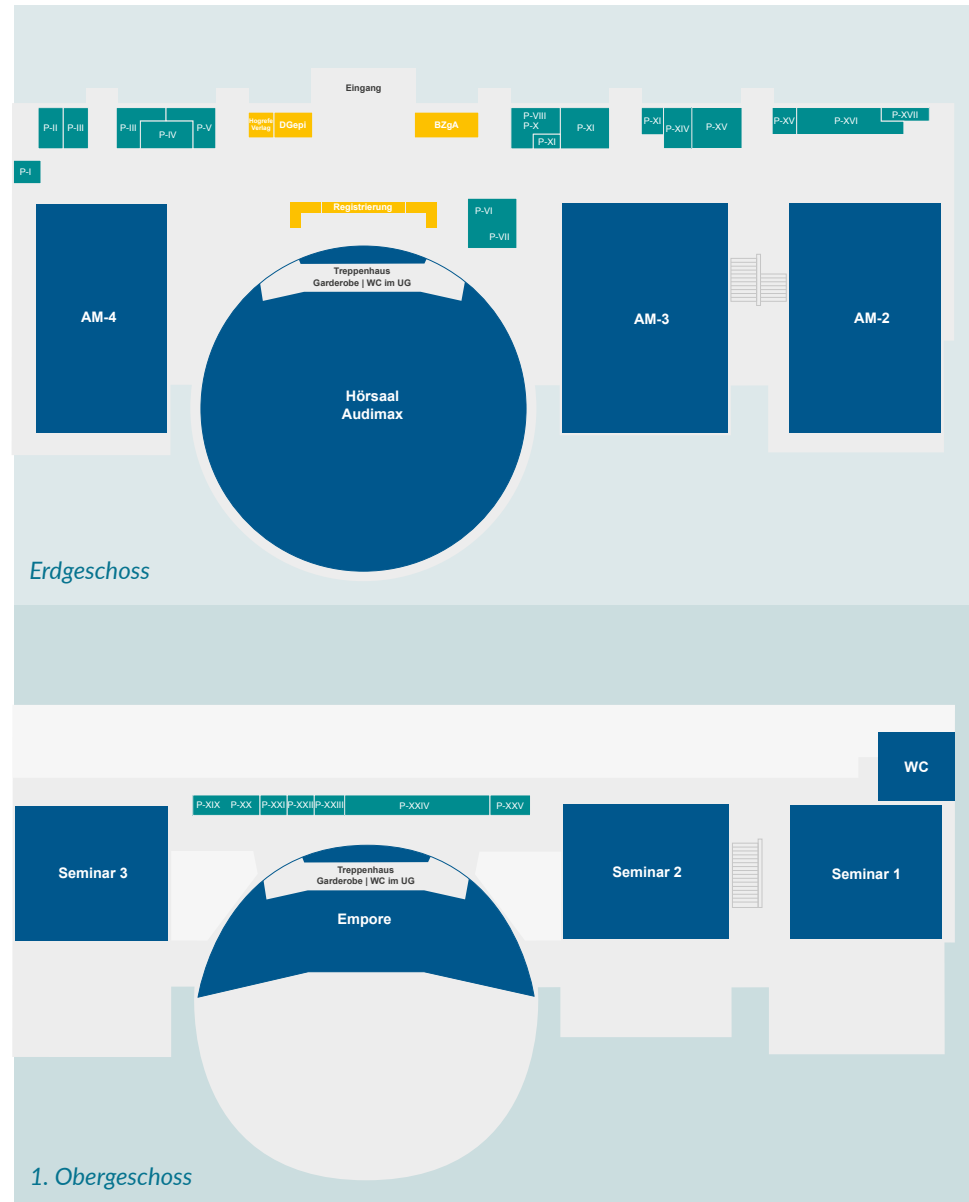 Eingang
P-II
P-III
P-III
P-IV
P-V
Hogrefe
Verlag
DGepi
BZgA
P-VIII
P-X
P-XI
P-XI
P-XI
P-XIV
P-XV
P-XV
P-XVI
P-XVII
P-I
Registrierung
P-VI
P-VII
Treppenhaus
Garderobe | WC im UG
AM-4
Hörsaal
Audimax
AM-3
AM-2
Erdgeschoss
WC
P-XIX
P-XX
P-XXI
P-XXII
P-XXIII
P-XXIV
P-XXV
Seminar 3
Treppenhaus
Garderobe | WC im UG
Empore
Seminar 2
Seminar 1
1. Obergeschoss